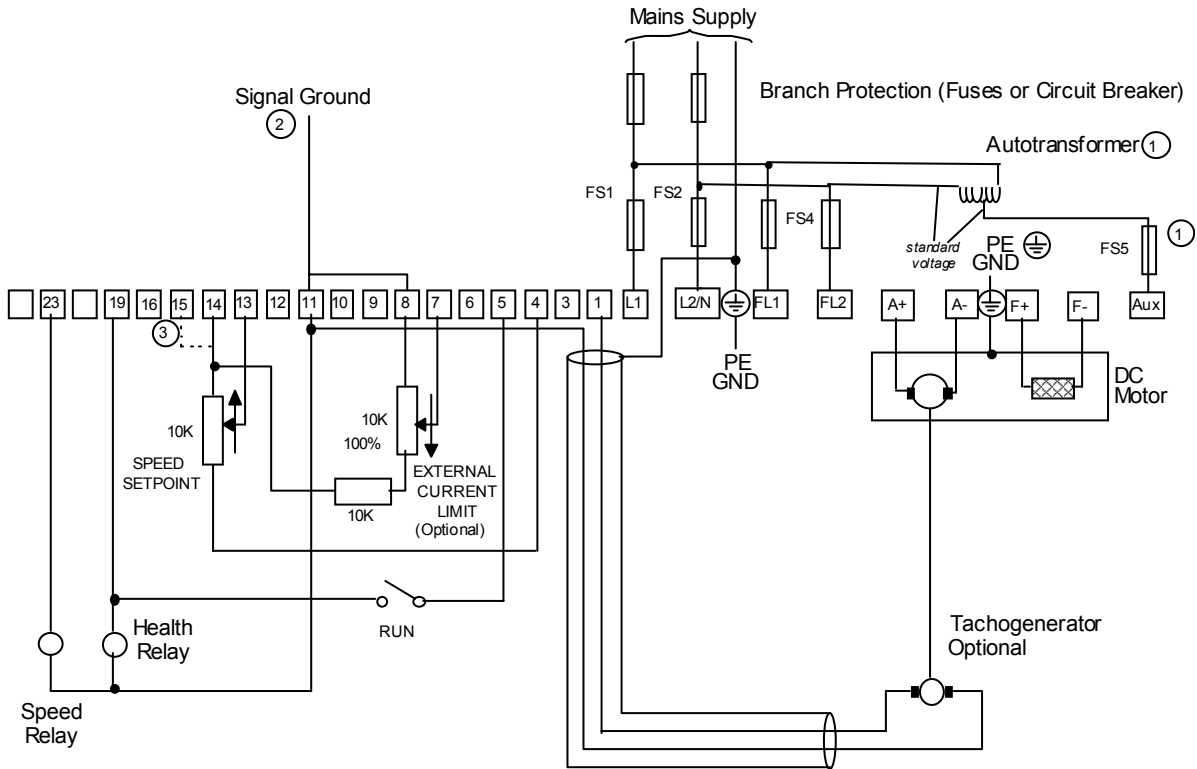 Mains Supply
Branch Protection (Fuses or Circuit Breaker)
Signal Ground
2
Autotransformer 1
FS1
FS2
FS4
standard
voltage
PE
GND
FS5
1
23
19
16
15
14
13
12
11
10
9
8
7
6
5
4
3
1
L1
L2/N
FL1
FL2
A+
A-
F+
F-
Aux
3
PE
GND
DC
Motor
10K
SPEED
SETPOINT
10K
100%
EXTERNAL
CURRENT
LIMIT
(Optional)
10K
RUN
Health
Relay
Speed
Relay
Tachogenerator
Optional